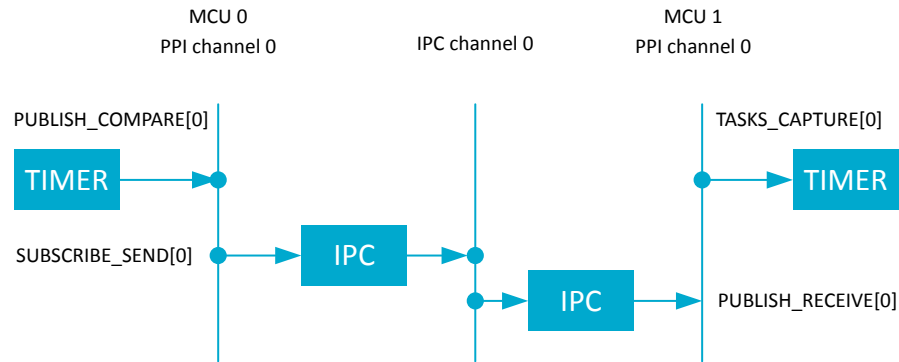 MCU 0
PPI channel 0
IPC channel 0
MCU 1
PPI channel 0
PUBLISH_COMPARE[0]
TASKS_CAPTURE[0]
TIMER
TIMER
SUBSCRIBE_SEND[0]
IPC
IPC
PUBLISH_RECEIVE[0]